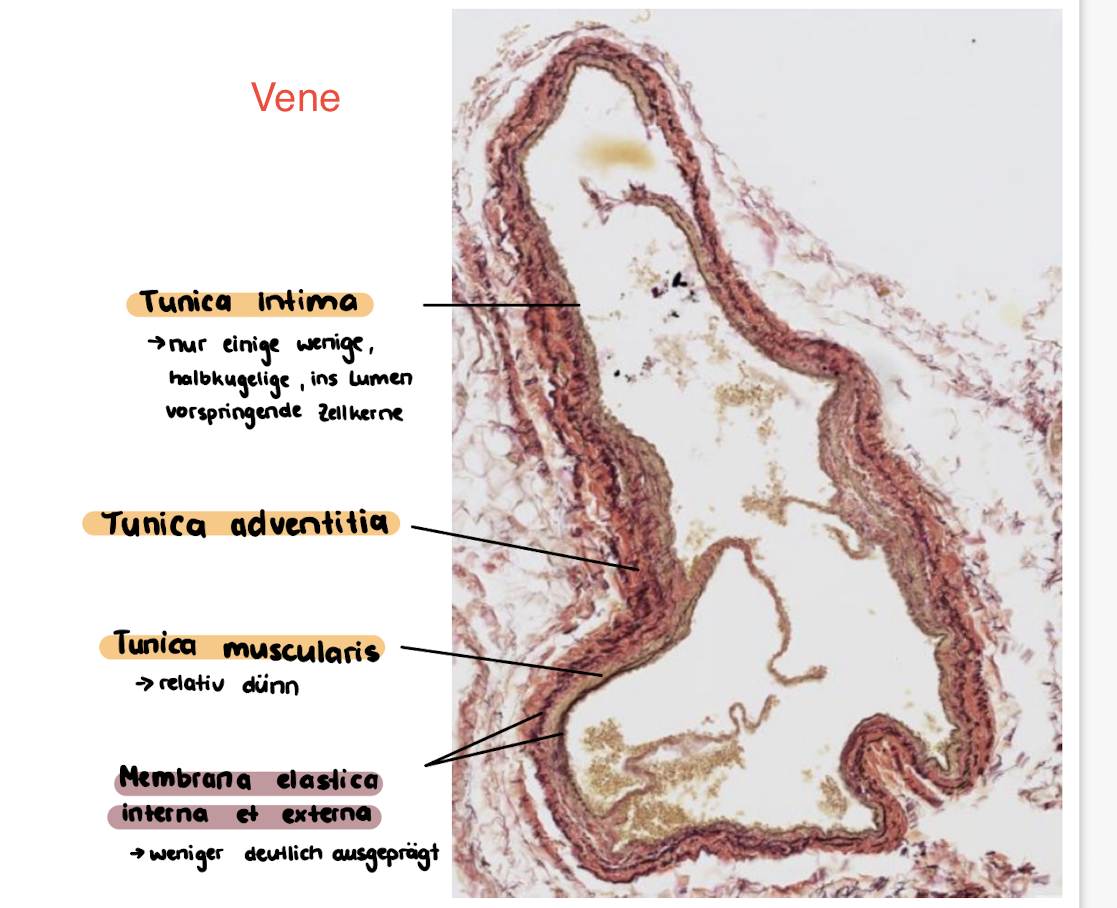 Vene
Tunica Intima
→ nur einige wenige,
halbkugelige, ins Lumen
vorspringende Zellkerne
Tunica adventitia
Tunica muscularis
→ relativ dünn
Membrana elastica
interna et externa
→ weniger deutlich ausgeprägt